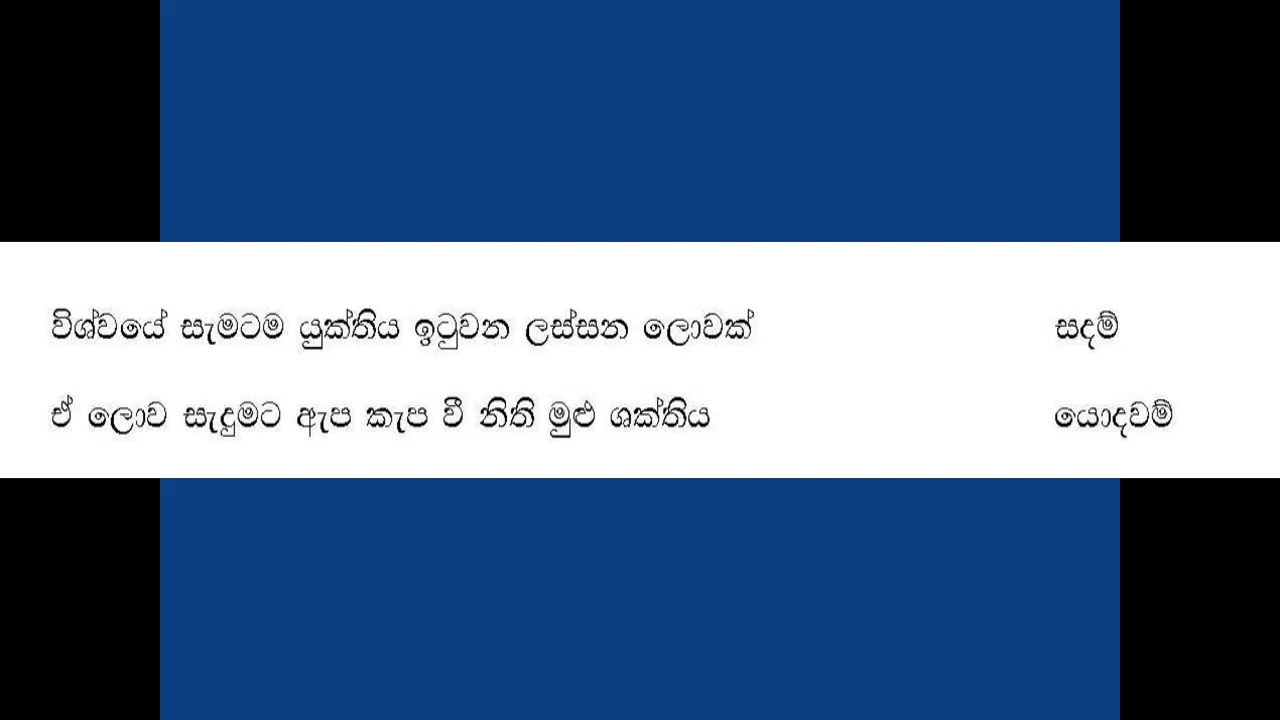 විශ්වයේ සැමටම යුක්තිය ඉටුවන ලස්සන ලොවක් සදම්
ඒ ලොව සැදුමට ඇප කැප වී නිති මුළු ශක්තිය යොදවම්